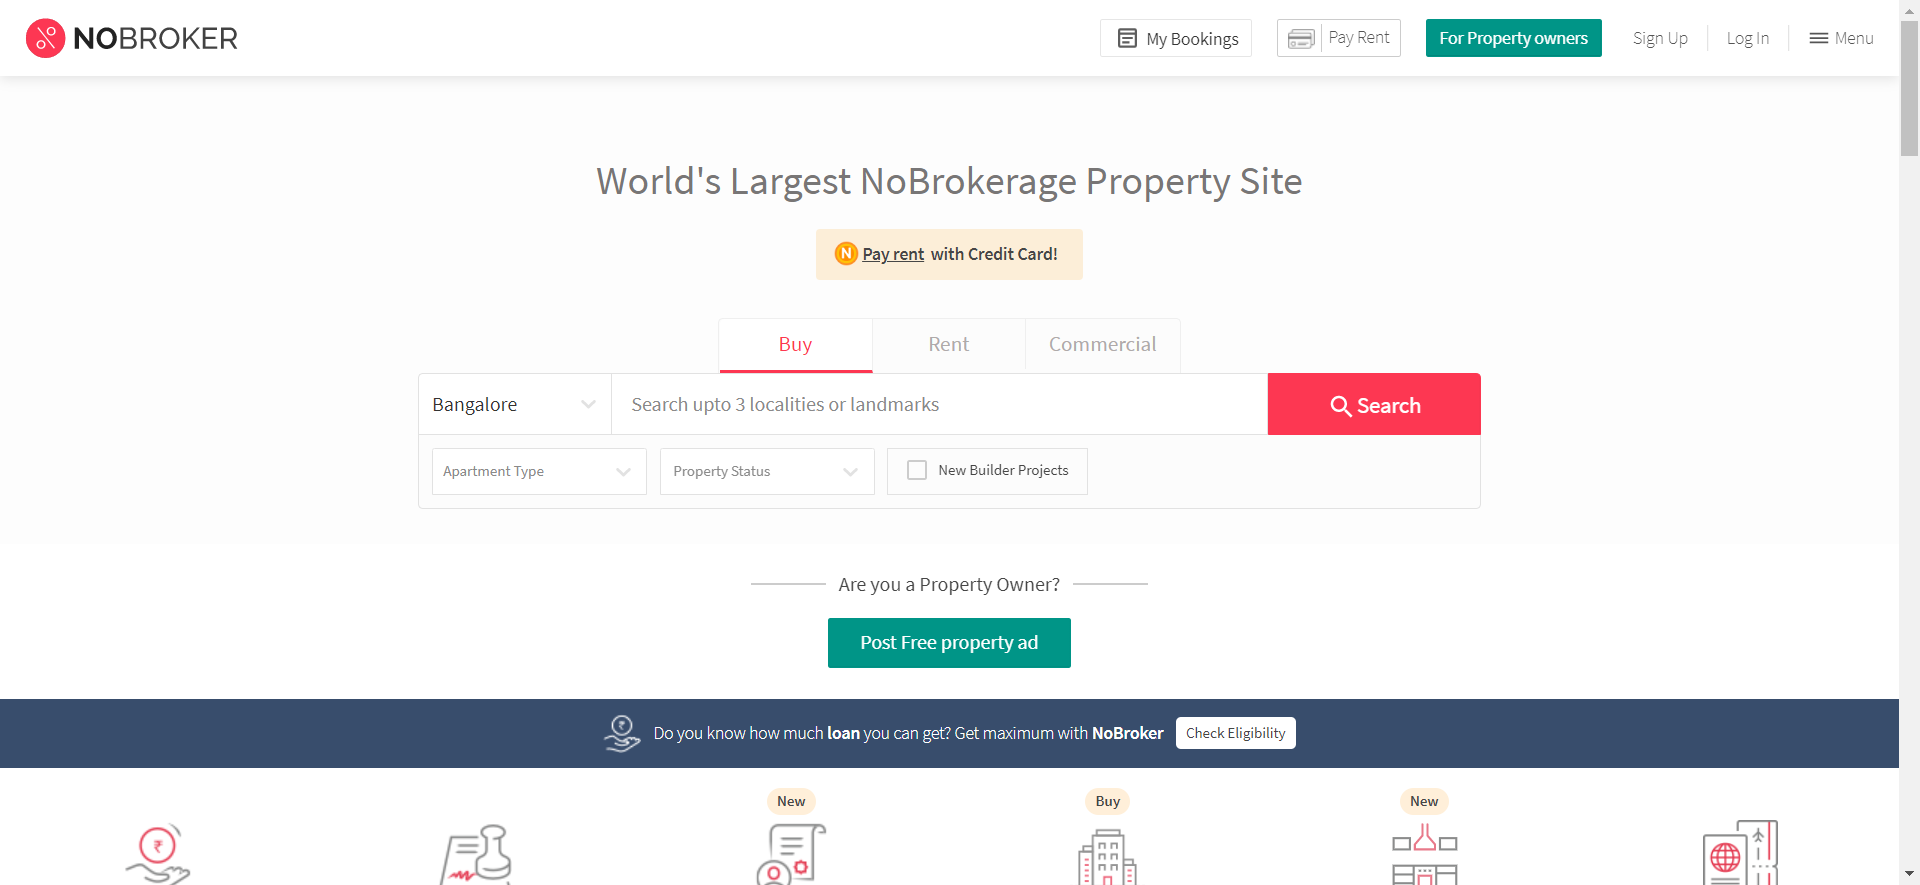 NOBROKER
My Bookings
Pay Rent
For Property owners
Sign Up
Log In
Menu
World's Largest NoBrokerage Property Site
N Pay rent with Credit Card!
Buy
Rent
Commercial
Bangalore
Search upto 3 localities or landmarks
Search
Apartment Type
Property Status
New Builder Projects
Are you a Property Owner?
Post Free property ad
Do you know how much loan you can get? Get maximum with NoBroker
Check Eligibility
New
Buy
New